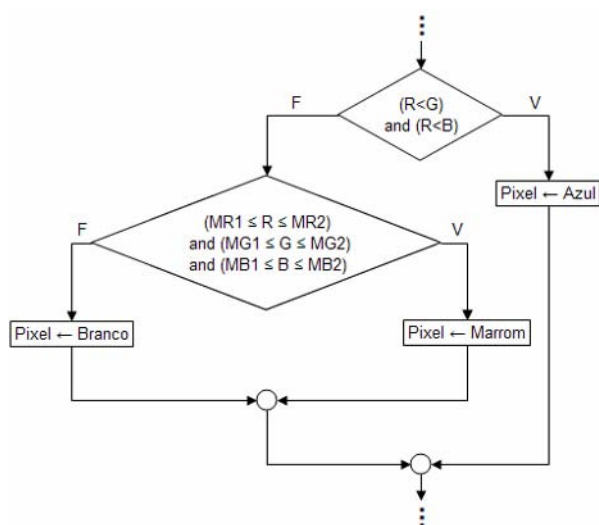 ⋮
F
(R<G)
and (R<B)
V
Pixel ← Azul
F
(MR1 ≤ R ≤ MR2)
and (MG1 ≤ G ≤ MG2)
and (MB1 ≤ B ≤ MB2)
V
Pixel ← Branco
Pixel ← Marrom
⋮